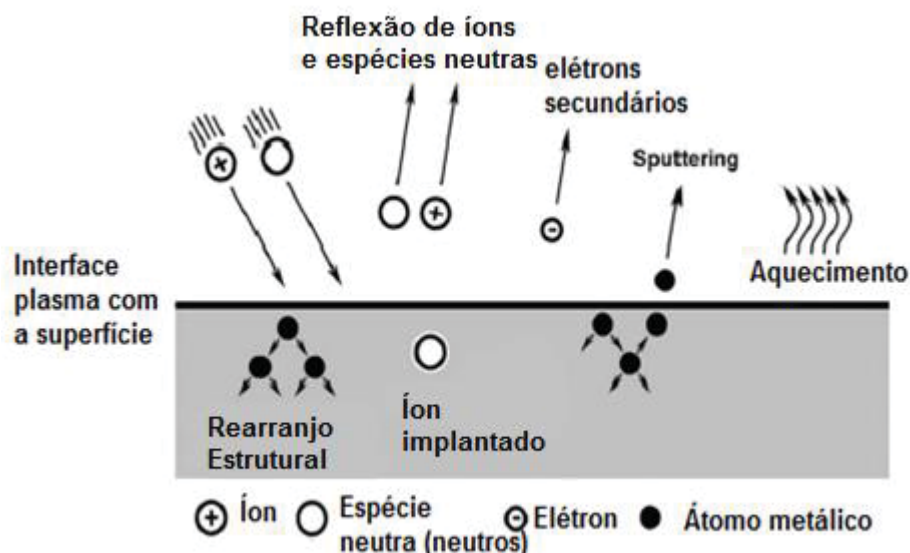 Reflexão de íons
e espécies neutras
elétrons
secundários
Sputtering
Aquecimento
Interface
plasma com
a superfície
Rearranjo
Estrutural
Íon
implantado
Íon
Espécie
neutra (neutros)
Elétron
Átomo metálico